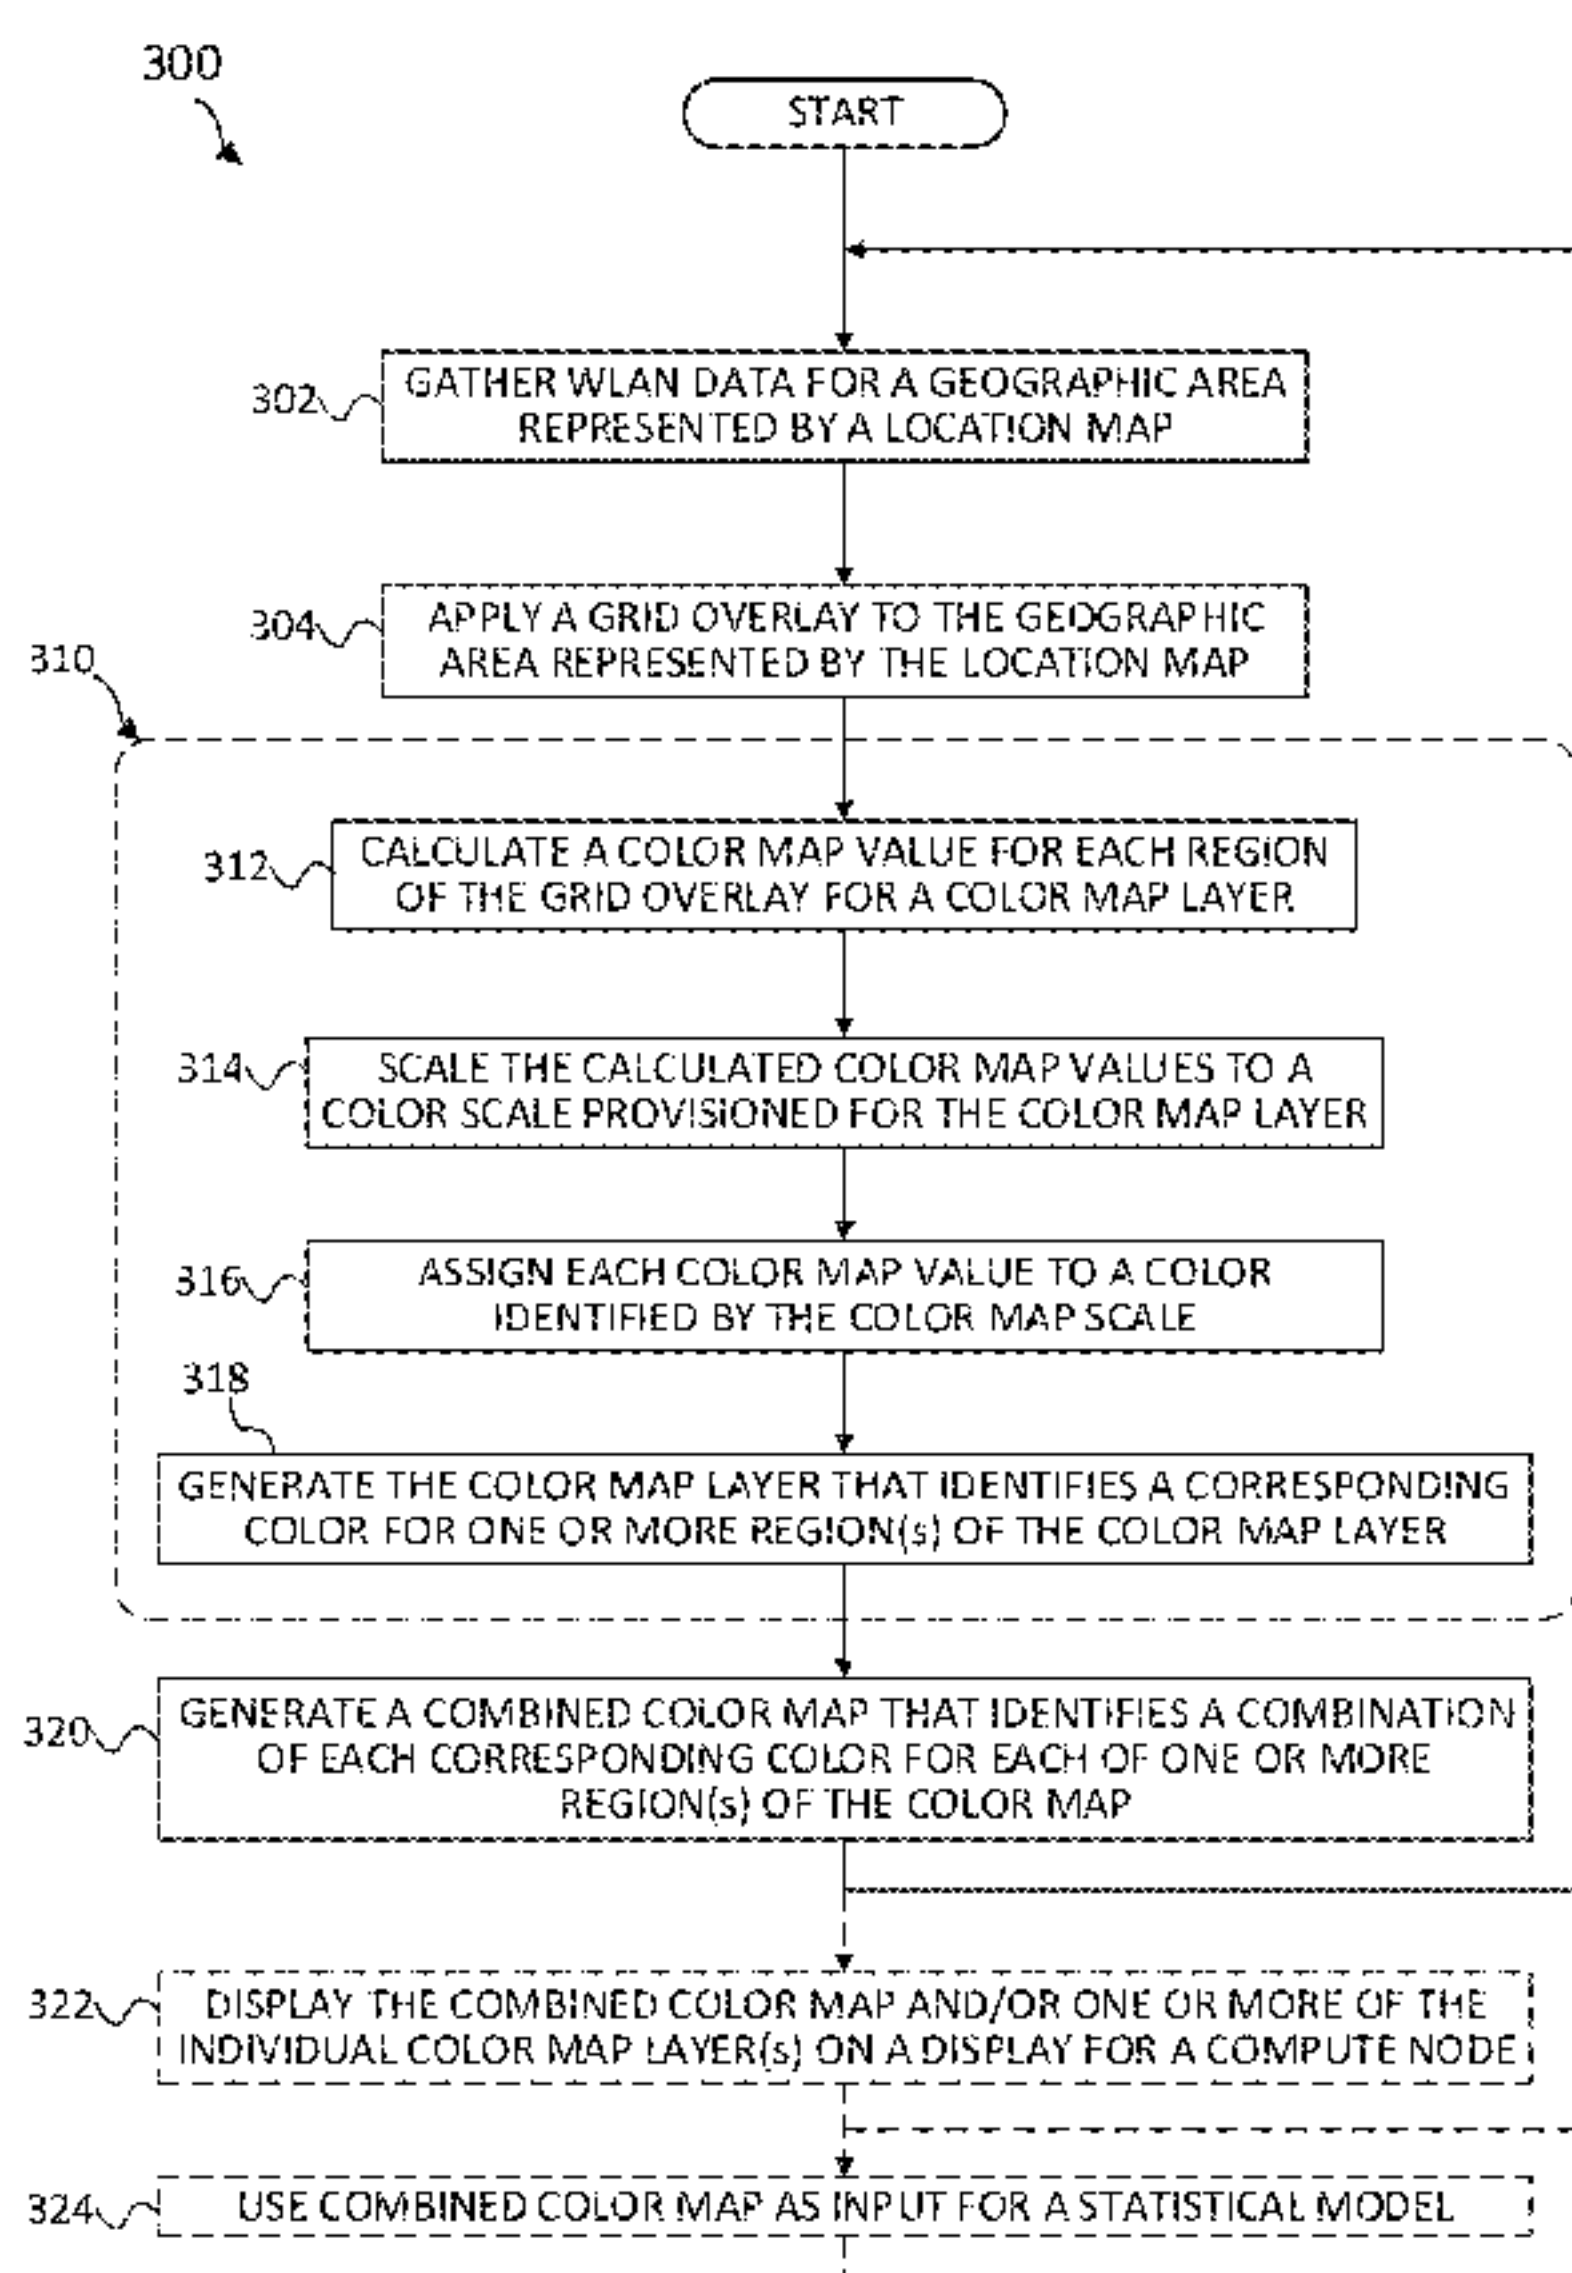 300
START
302
GATHER WLAN DATA FOR A GEOGRAPHIC AREA
REPRESENTED BY A LOCATION MAP
304
APPLY A GRID OVERLAY TO THE GEOGRAPHIC
AREA REPRESENTED BY THE LOCATION MAP
310
312
CALCULATE A COLOR MAP VALUE FOR EACH REGION
OF THE GRID OVERLAY FOR A COLOR MAP LAYER
314
SCALE THE CALCULATED COLOR MAP VALUES TO A
COLOR SCALE PROVISIONED FOR THE COLOR MAP LAYER
316
ASSIGN EACH COLOR MAP VALUE TO A COLOR
IDENTIFIED BY THE COLOR MAP SCALE
318
GENERATE THE COLOR MAP LAYER THAT IDENTIFIES A CORRESPONDING
COLOR FOR ONE OR MORE REGION(s) OF THE COLOR MAP LAYER
320
GENERATE A COMBINED COLOR MAP THAT IDENTIFIES A COMBINATION
OF EACH CORRESPONDING COLOR FOR EACH OF ONE OR MORE
REGION(s) OF THE COLOR MAP
322
DISPLAY THE COMBINED COLOR MAP AND/OR ONE OR MORE OF THE
INDIVIDUAL COLOR MAP LAYER(s) ON A DISPLAY FOR A COMPUTE NODE
324
USE COMBINED COLOR MAP AS INPUT FOR A STATISTICAL MODEL